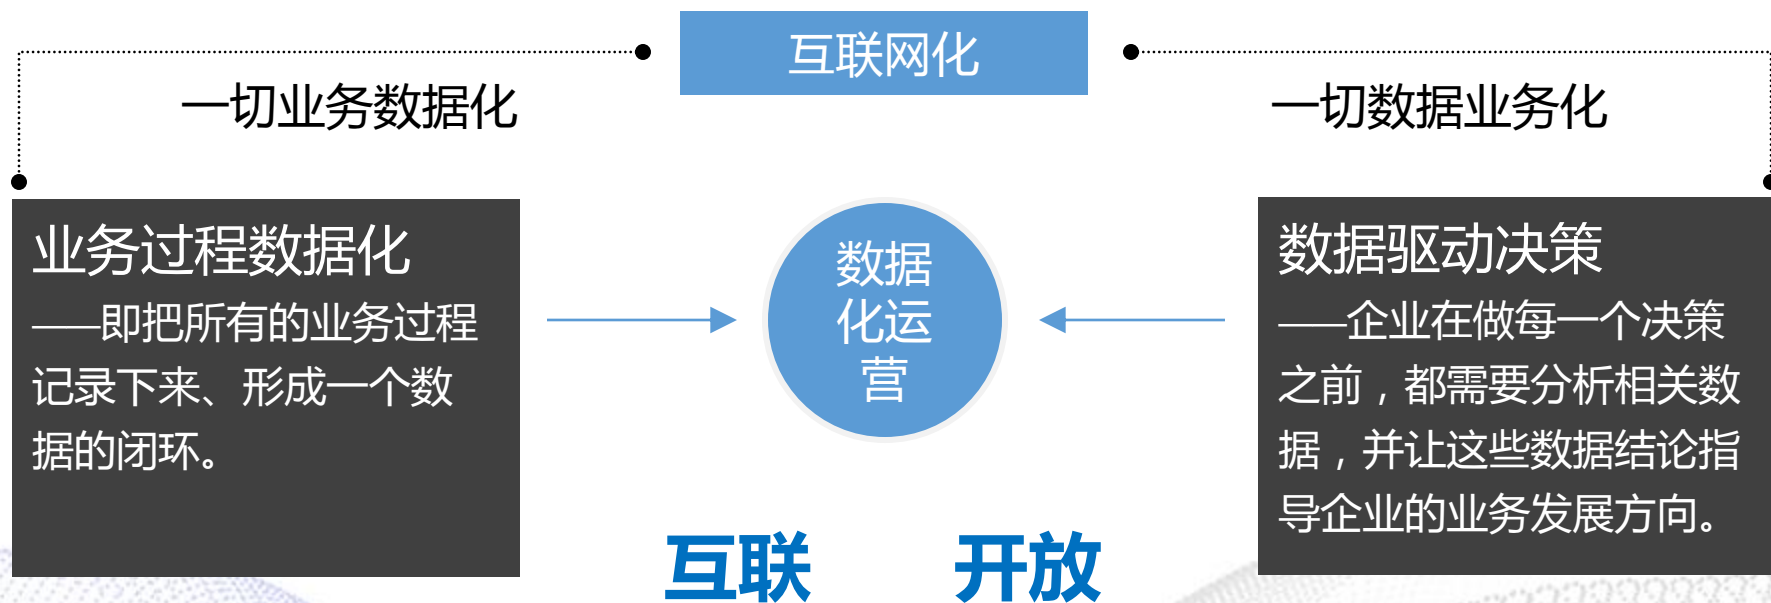 互联网化
一切业务数据化
一切数据业务化
业务过程数据化
——即把所有的业务过程
记录下来、形成一个数
据的闭环。
数据
化运
营
数据驱动决策
——企业在做每一个决策
之前，都需要分析相关数
据，并让这些数据结论指
导企业的业务发展方向。
互联 开放